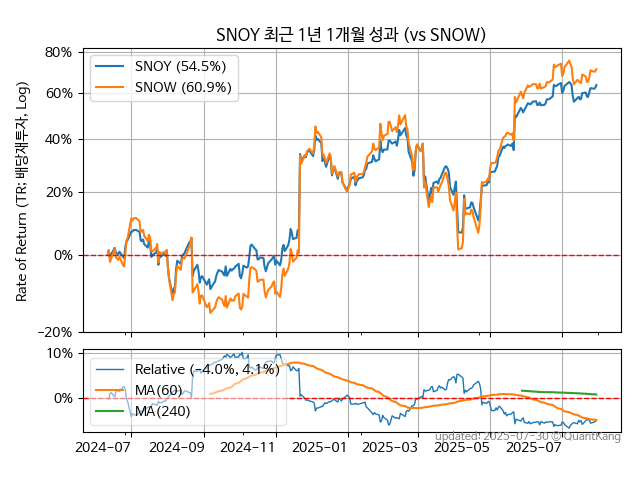 SNOY 최근 1년 1개월 성과 (vs SNOW)
Rate of Return (TR: 배당재투자, Log)
80%
60%
40%
20%
0%
−20%
SNOY (54.5%)
SNOW (60.9%)
10%
0%
Relative (−4.0%, 4.1%)
MA(60)
MA(240)
2024−07
2024−09
2024−11
2025−01
2025−03
2025−05
2025−07
updated: 2025−07−30 © QuantKang